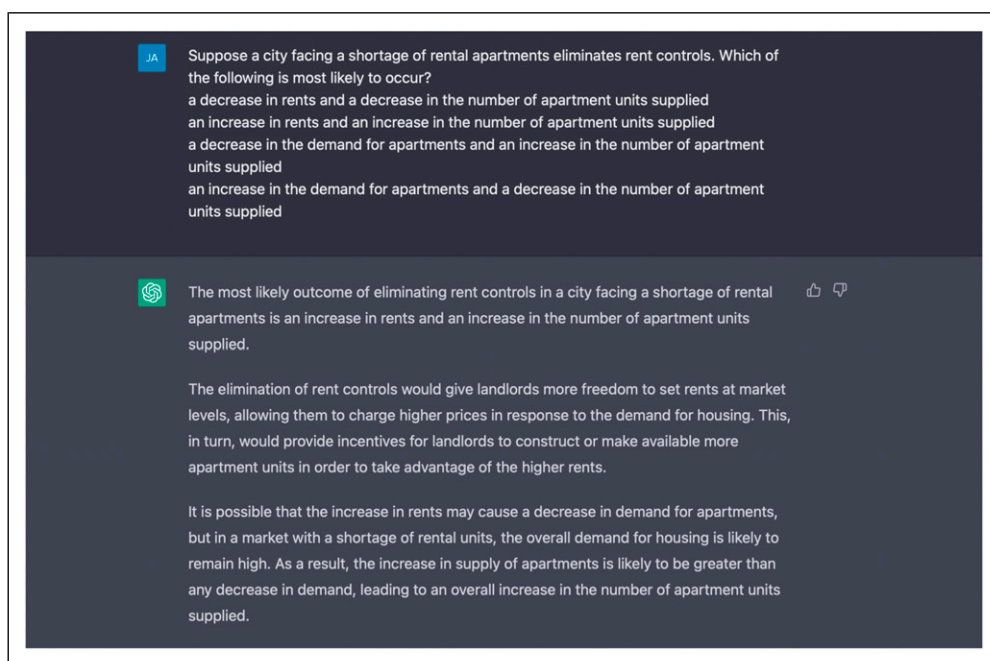 JA
Suppose a city facing a shortage of rental apartments eliminates rent controls. Which of
the following is most likely to occur?
a decrease in rents and a decrease in the number of apartment units supplied
an increase in rents and an increase in the number of apartment units supplied
a decrease in the demand for apartments and an increase in the number of apartment
units supplied
an increase in the demand for apartments and a decrease in the number of apartment
units supplied
The most likely outcome of eliminating rent controls in a city facing a shortage of rental
apartments is an increase in rents and an increase in the number of apartment units
supplied.
The elimination of rent controls would give landlords more freedom to set rents at market
levels, allowing them to charge higher prices in response to the demand for housing. This,
in turn, would provide incentives for landlords to construct or make available more
apartment units in order to take advantage of the higher rents.
It is possible that the increase in rents may cause a decrease in demand for apartments,
but in a market with a shortage of rental units, the overall demand for housing is likely to
remain high. As a result, the increase in supply of apartments is likely to be greater than
any decrease in demand, leading to an overall increase in the number of apartment units
supplied.